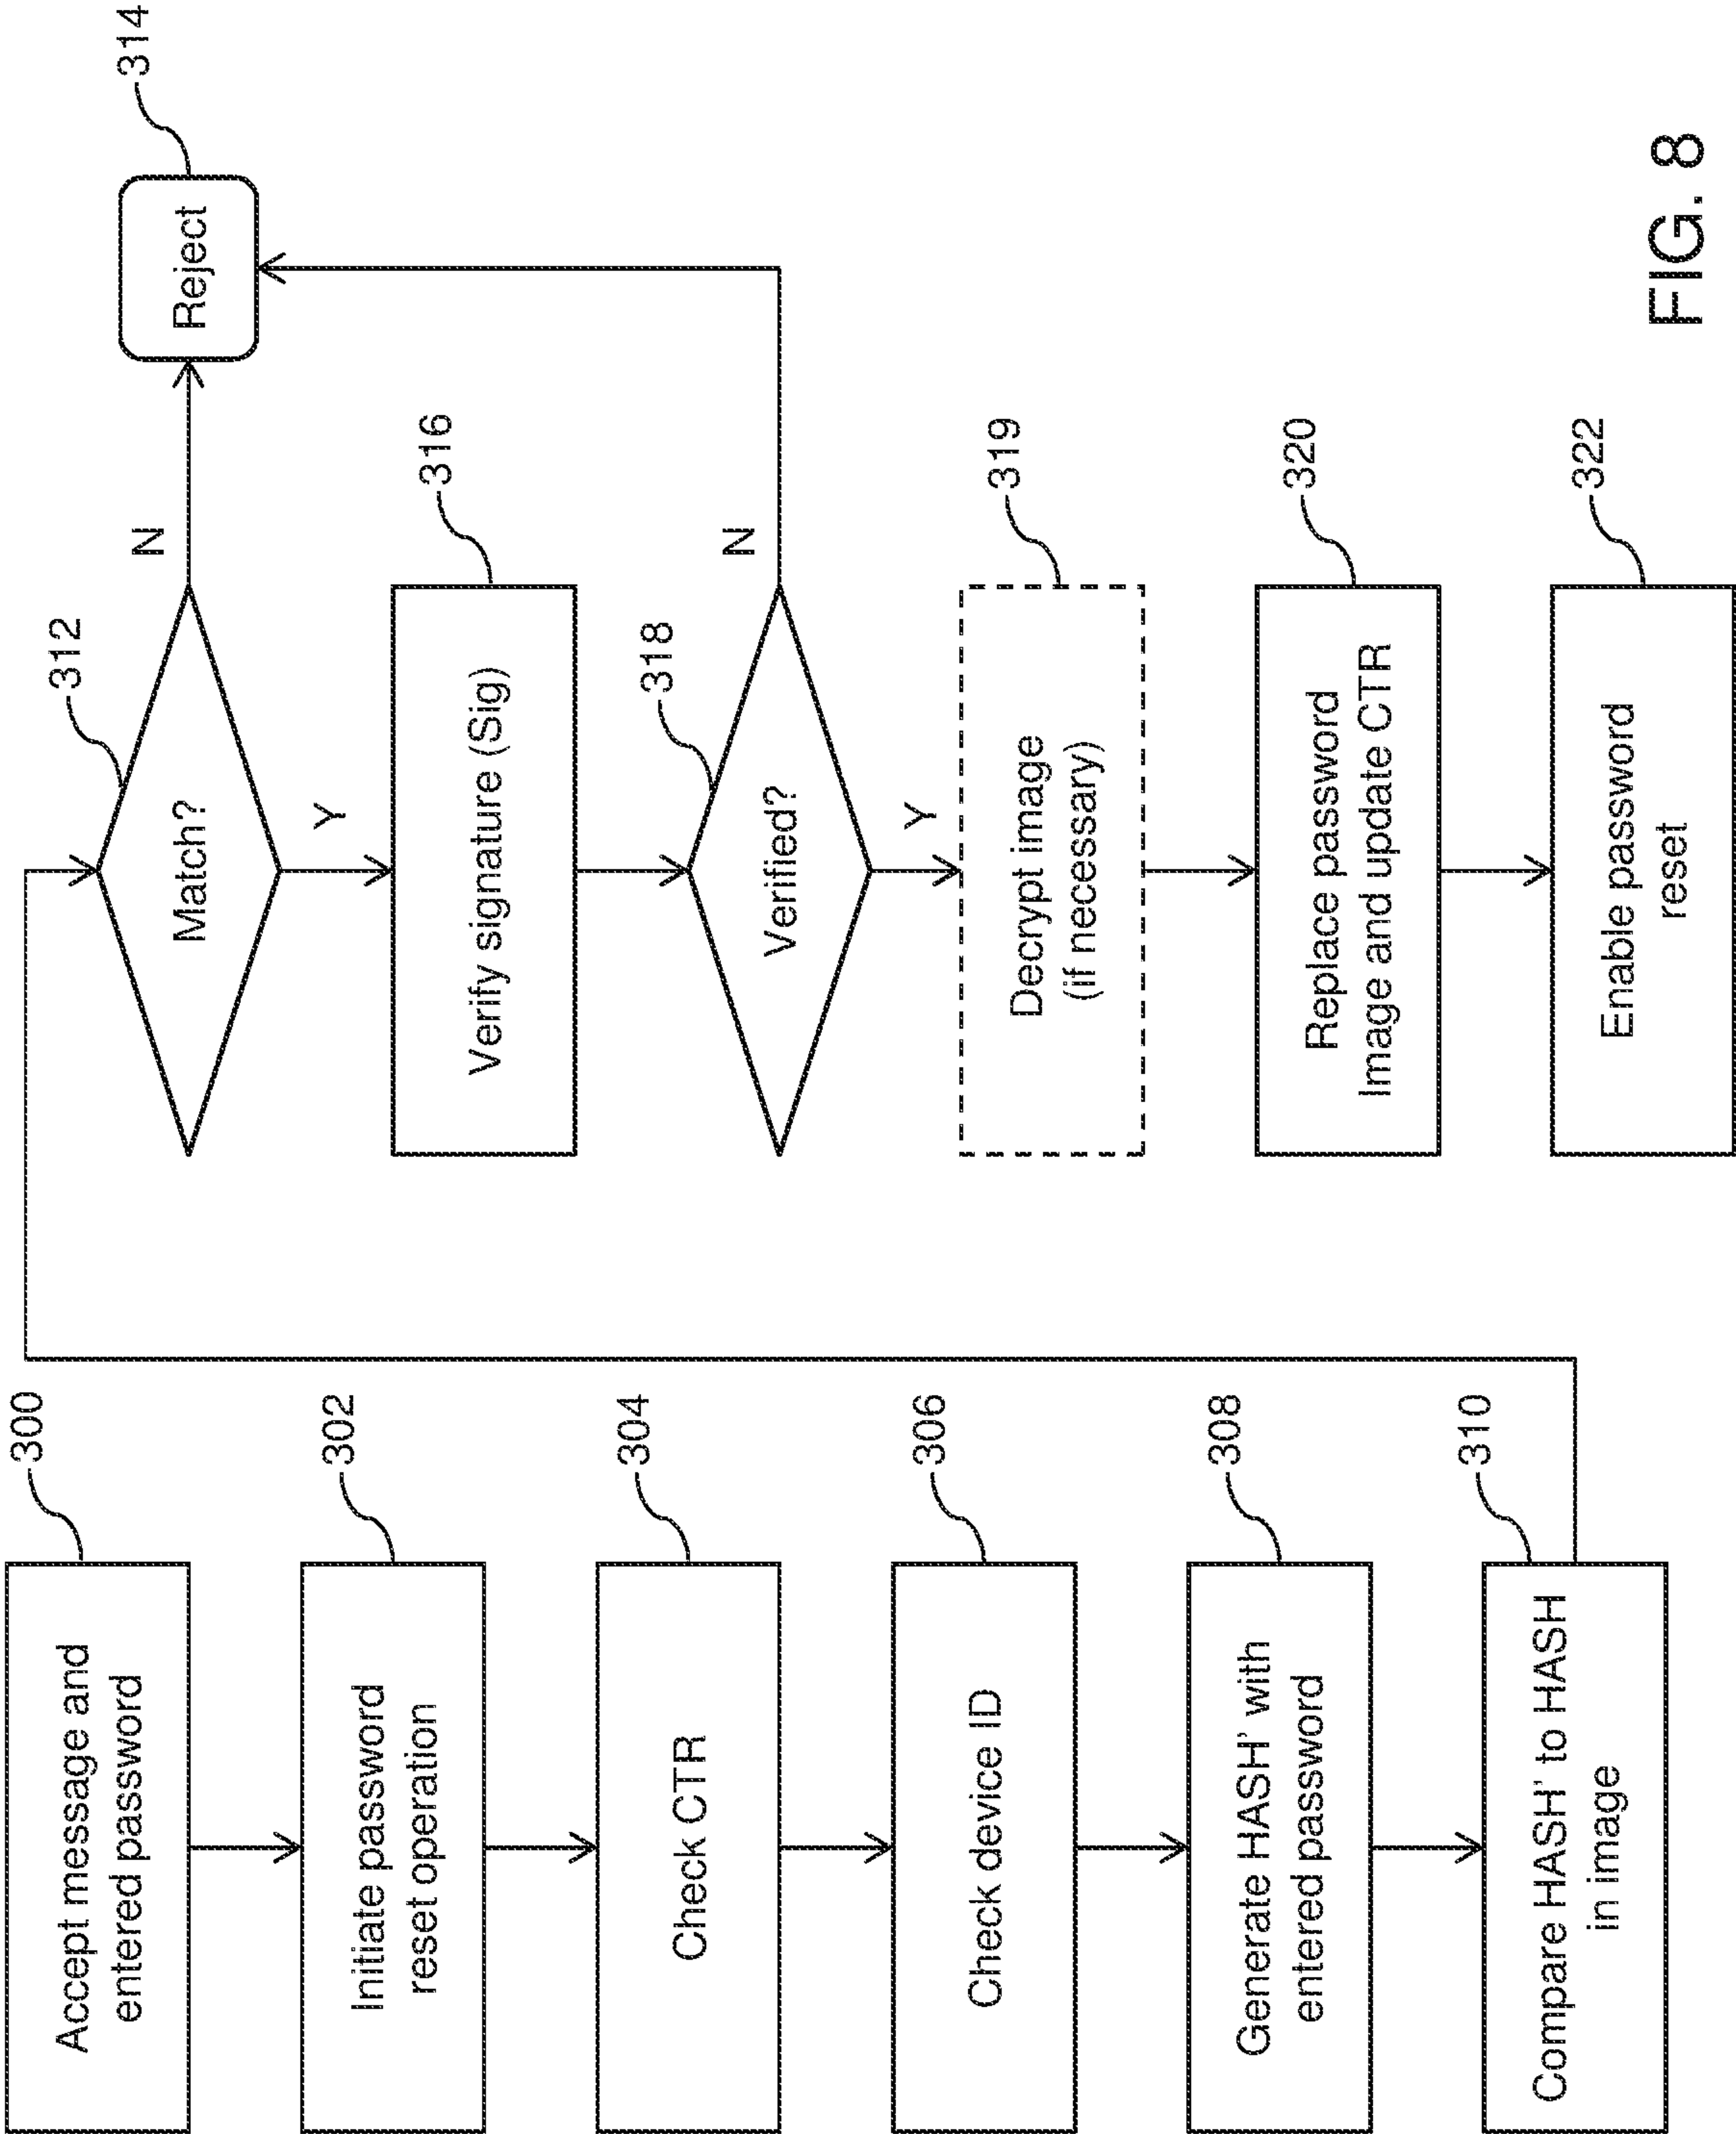 300
Accept message and
entered password
302
Initiate password
reset operation
304
Check CTR
306
Check device ID
308
Generate HASH' with
entered password
310
Compare HASH' to HASH
in image
312
Match?
N
314
Reject
Y
316
Verify signature (Sig)
318
Verified?
N
Y
319
Decrypt image
(if necessary)
320
Replace password
Image and update CTR
322
Enable password
reset
FIG. 8